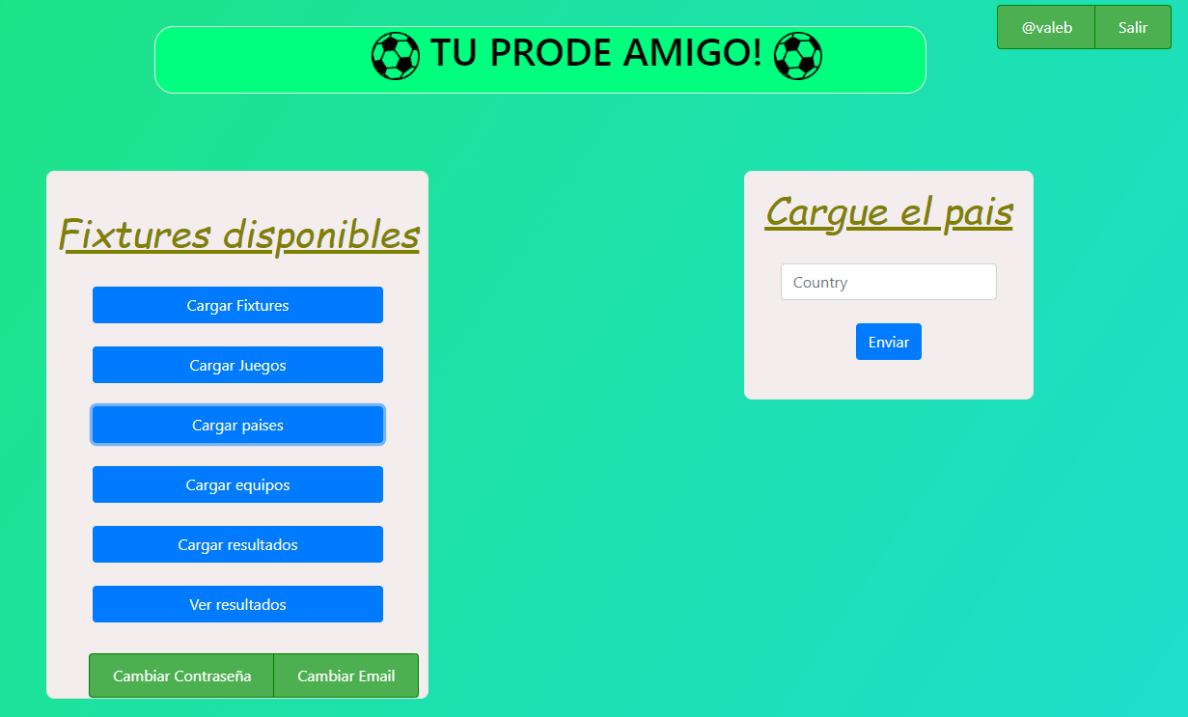 @valeb Salir
TU PRODE AMIGO!
Fixtures disponibles
Cargar Fixtures
Cargar Juegos
Cargar paises
Cargar equipos
Cargar resultados
Ver resultados
Cambiar Contraseña Cambiar Email
Cargue el pais
Country
Enviar